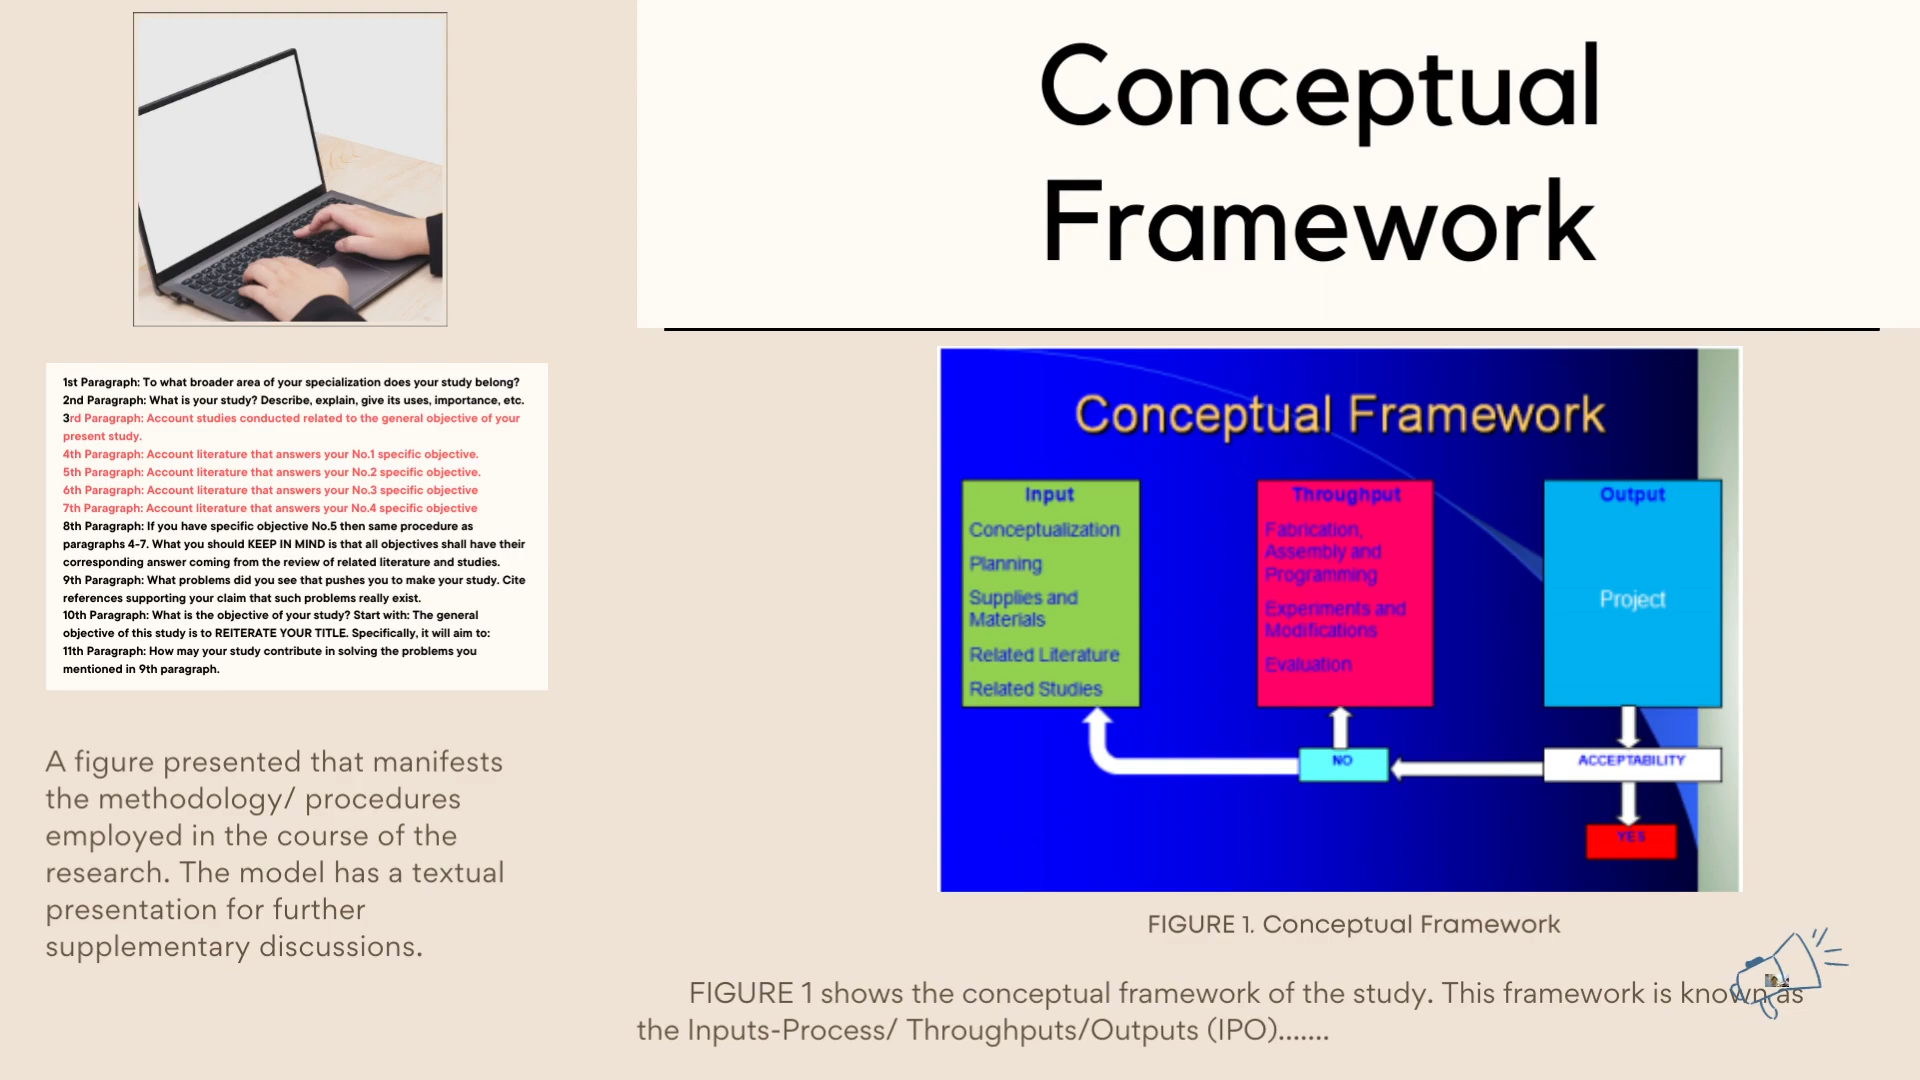 Conceptual
Framework
1st Paragraph: To what broader area of your specialization does your study belong?
2nd Paragraph: What is your study? Describe, explain, give its uses, importance, etc.
3rd Paragraph: Account studies conducted related to the general objective of your
present study.
4th Paragraph: Account literature that answers your No.1 specific objective.
5th Paragraph: Account literature that answers your No.2 specific objective.
6th Paragraph: Account literature that answers your No.3 specific objective
7th Paragraph: Account literature that answers your No.4 specific objective
8th Paragraph: If you have specific objective No.5 then same procedure as
paragraphs 4-7. What you should KEEP IN MIND is that all objectives shall have their
corresponding answer coming from the review of related literature and studies.
9th Paragraph: What problems did you see that pushes you to make your study. Cite
references supporting your claim that such problems really exist.
10th Paragraph: What is the objective of your study? Start with: The general
objective of this study is to REITERATE YOUR TITLE. Specifically, it will aim to:
11th Paragraph: How may your study contribute in solving the problems you
mentioned in 9th paragraph.
A figure presented that manifests
the methodology/ procedures
employed in the course of the
research. The model has a textual
presentation for further
supplementary discussions.
Conceptual Framework
Input
Conceptualization
Planning
Supplies and
Materials
Related Literature
Related Studies
Throughput
Fabrication,
Assembly and
Programming
Experiments and
Modifications
Evaluation
Output
Project
NO
ACCEPTABILITY
YES
FIGURE 1. Conceptual Framework
FIGURE 1 shows the conceptual framework of the study. This framework is known as
the Inputs-Process/ Throughputs/Outputs (IPO).......